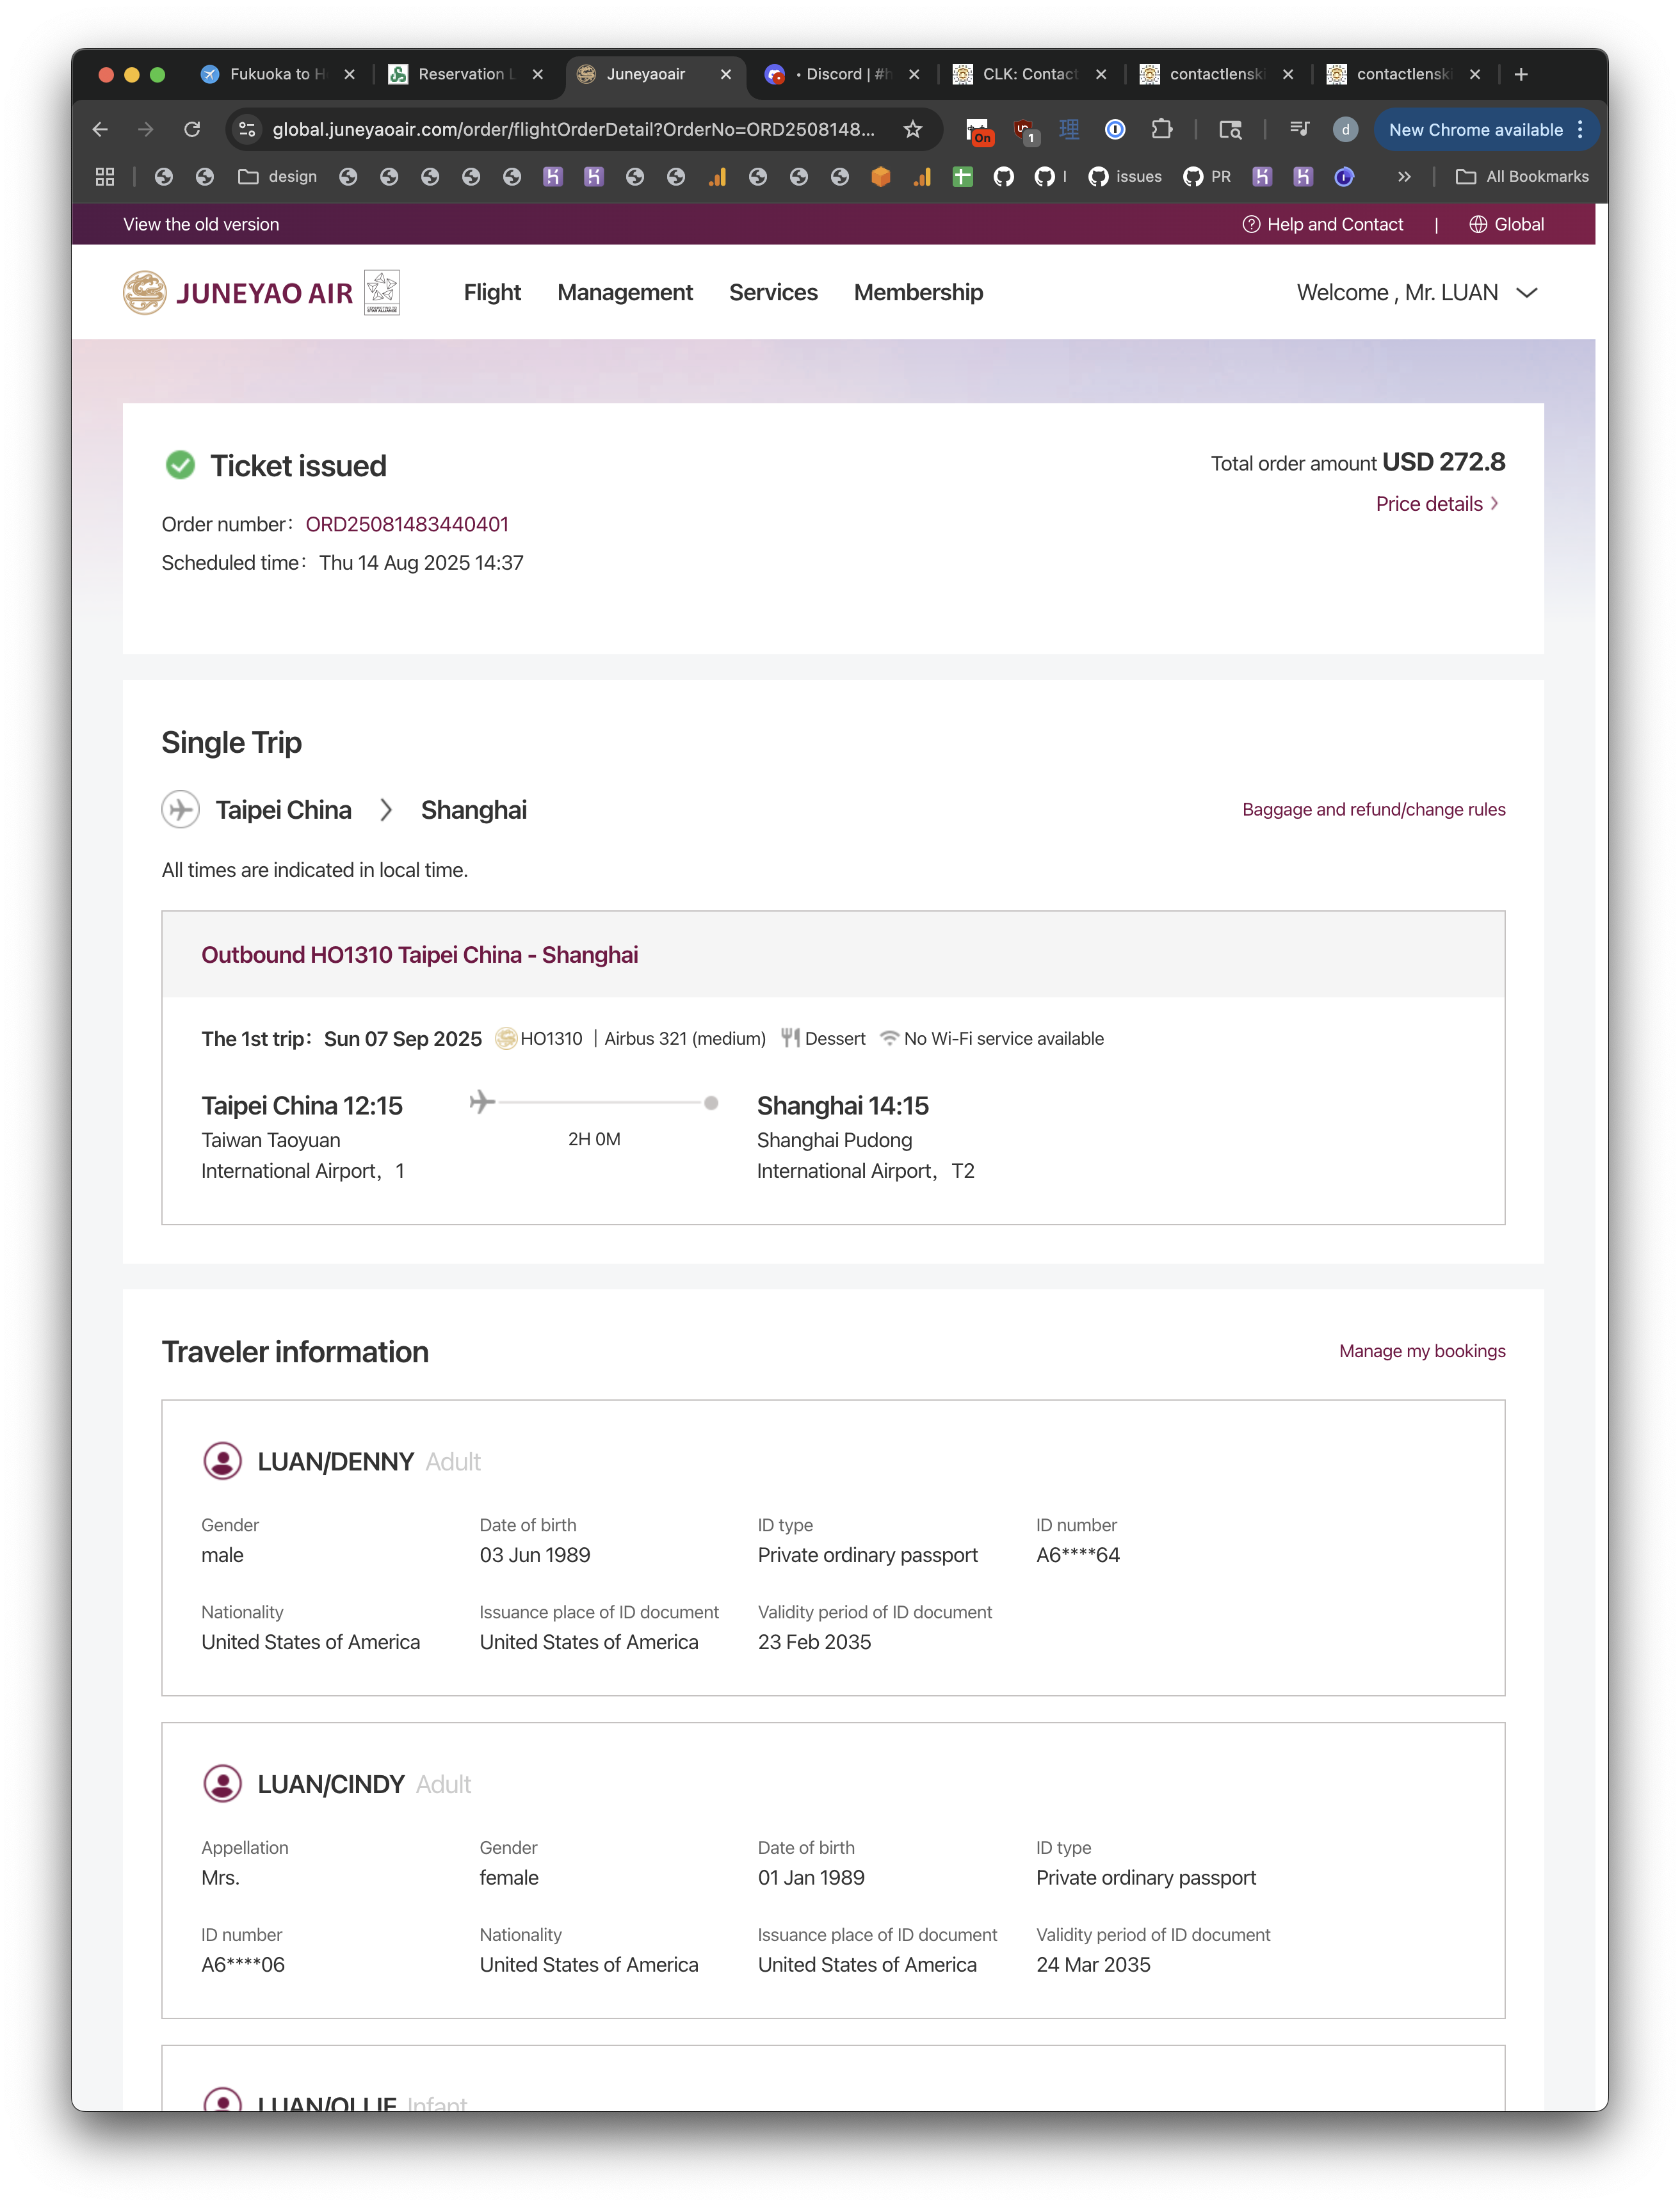 Fukuoka to H
Reservation L
Juneyaoair
• Discord | #h
CLK: Contact
contactlensk
contactlensk
global.juneyaoair.com/order/flightOrderDetail?OrderNo=ORD2508148...
On
1
理
d
New Chrome available
design
I
issues
PR
All Bookmarks
View the old version
Help and Contact | Global
JUNEYAO AIR
Flight
Management
Services
Membership
Welcome , Mr. LUAN
Ticket issued
Total order amount USD 272.8
Price details
Order number: ORD25081483440401
Scheduled time: Thu 14 Aug 2025 14:37
Single Trip
Taipei China > Shanghai
Baggage and refund/change rules
All times are indicated in local time.
Outbound HO1310 Taipei China - Shanghai
The 1st trip: Sun 07 Sep 2025 HO1310 | Airbus 321 (medium) Dessert No Wi-Fi service available
Taipei China 12:15
Taiwan Taoyuan
International Airport, 1
2H 0M
Shanghai 14:15
Shanghai Pudong
International Airport, T2
Traveler information
Manage my bookings
LUAN/DENNY Adult
Gender
male
Date of birth
03 Jun 1989
ID type
Private ordinary passport
ID number
A6****64
Nationality
United States of America
Issuance place of ID document
United States of America
Validity period of ID document
23 Feb 2035
LUAN/CINDY Adult
Appellation
Mrs.
Gender
female
Date of birth
01 Jan 1989
ID type
Private ordinary passport
ID number
A6****06
Nationality
United States of America
Issuance place of ID document
United States of America
Validity period of ID document
24 Mar 2035
LUAN/OLLIE Infant